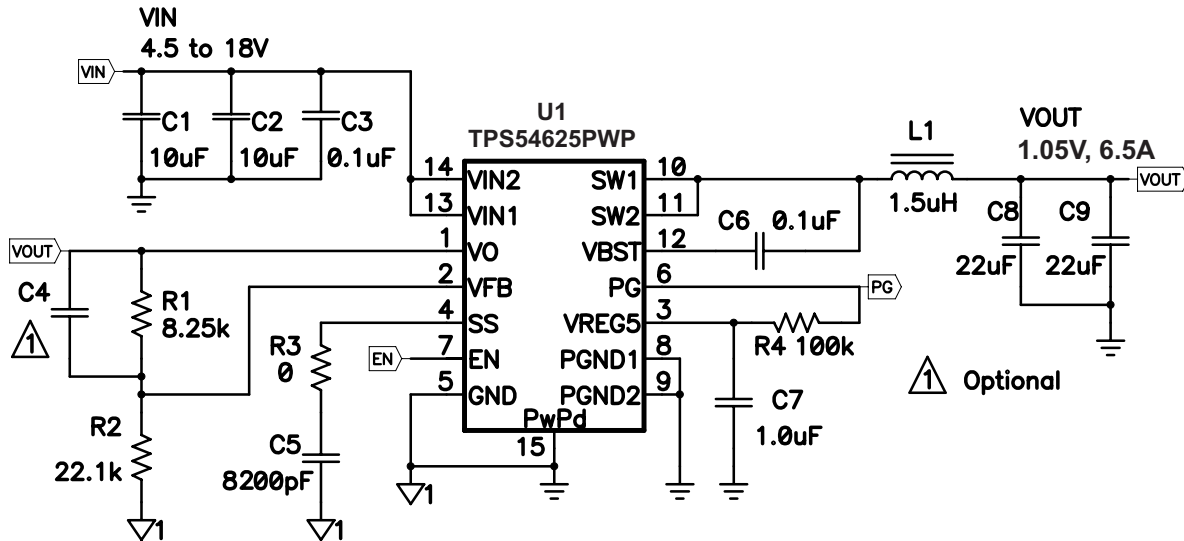 VIN
4.5 to 18V
VIN
C1
10uF
C2
10uF
C3
0.1uF
U1
TPS54625PWP
14
VIN2
13
VIN1
1
VO
2
VFB
4
SS
7
EN
5
GND
PwPd
15
SW1
10
SW2
11
VBST
12
PG
6
VREG5
3
PGND1
8
PGND2
9
VOUT
C4
1
R1
8.25k
R2
22.1k
1
R3
0
C5
8200pF
1
EN
1
C6
0.1uF
L1
1.5uH
VOUT
1.05V, 6.5A
VOUT
C8
22uF
C9
22uF
PG
R4 100k
C7
1.0uF
1 Optional